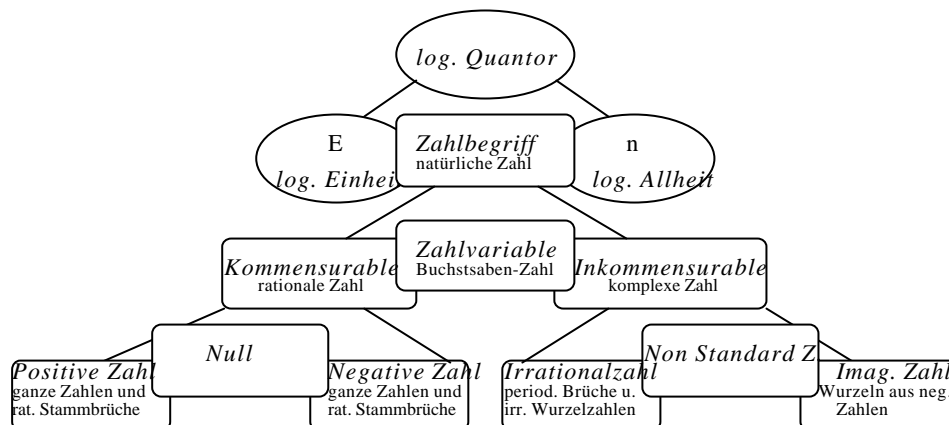 log. Quantor
E
log. Einheit
Zahlbegriff
natürliche Zahl
n
log. Allheit
Kommensurable
rationale Zahl
Zahlvariable
Buchstsaben-Zahl
Inkommensurable
komplexe Zahl
Positive Zahl
ganze Zahlen und
rat. Stammbrüche
Null
Negative Zahl
ganze Zahlen und
rat. Stammbrüche
Irrationalzahl
period. Brüche u.
irr. Wurzelzahlen
Non Standard Z
Imag. Zahl
Wurzeln aus neg.
Zahlen